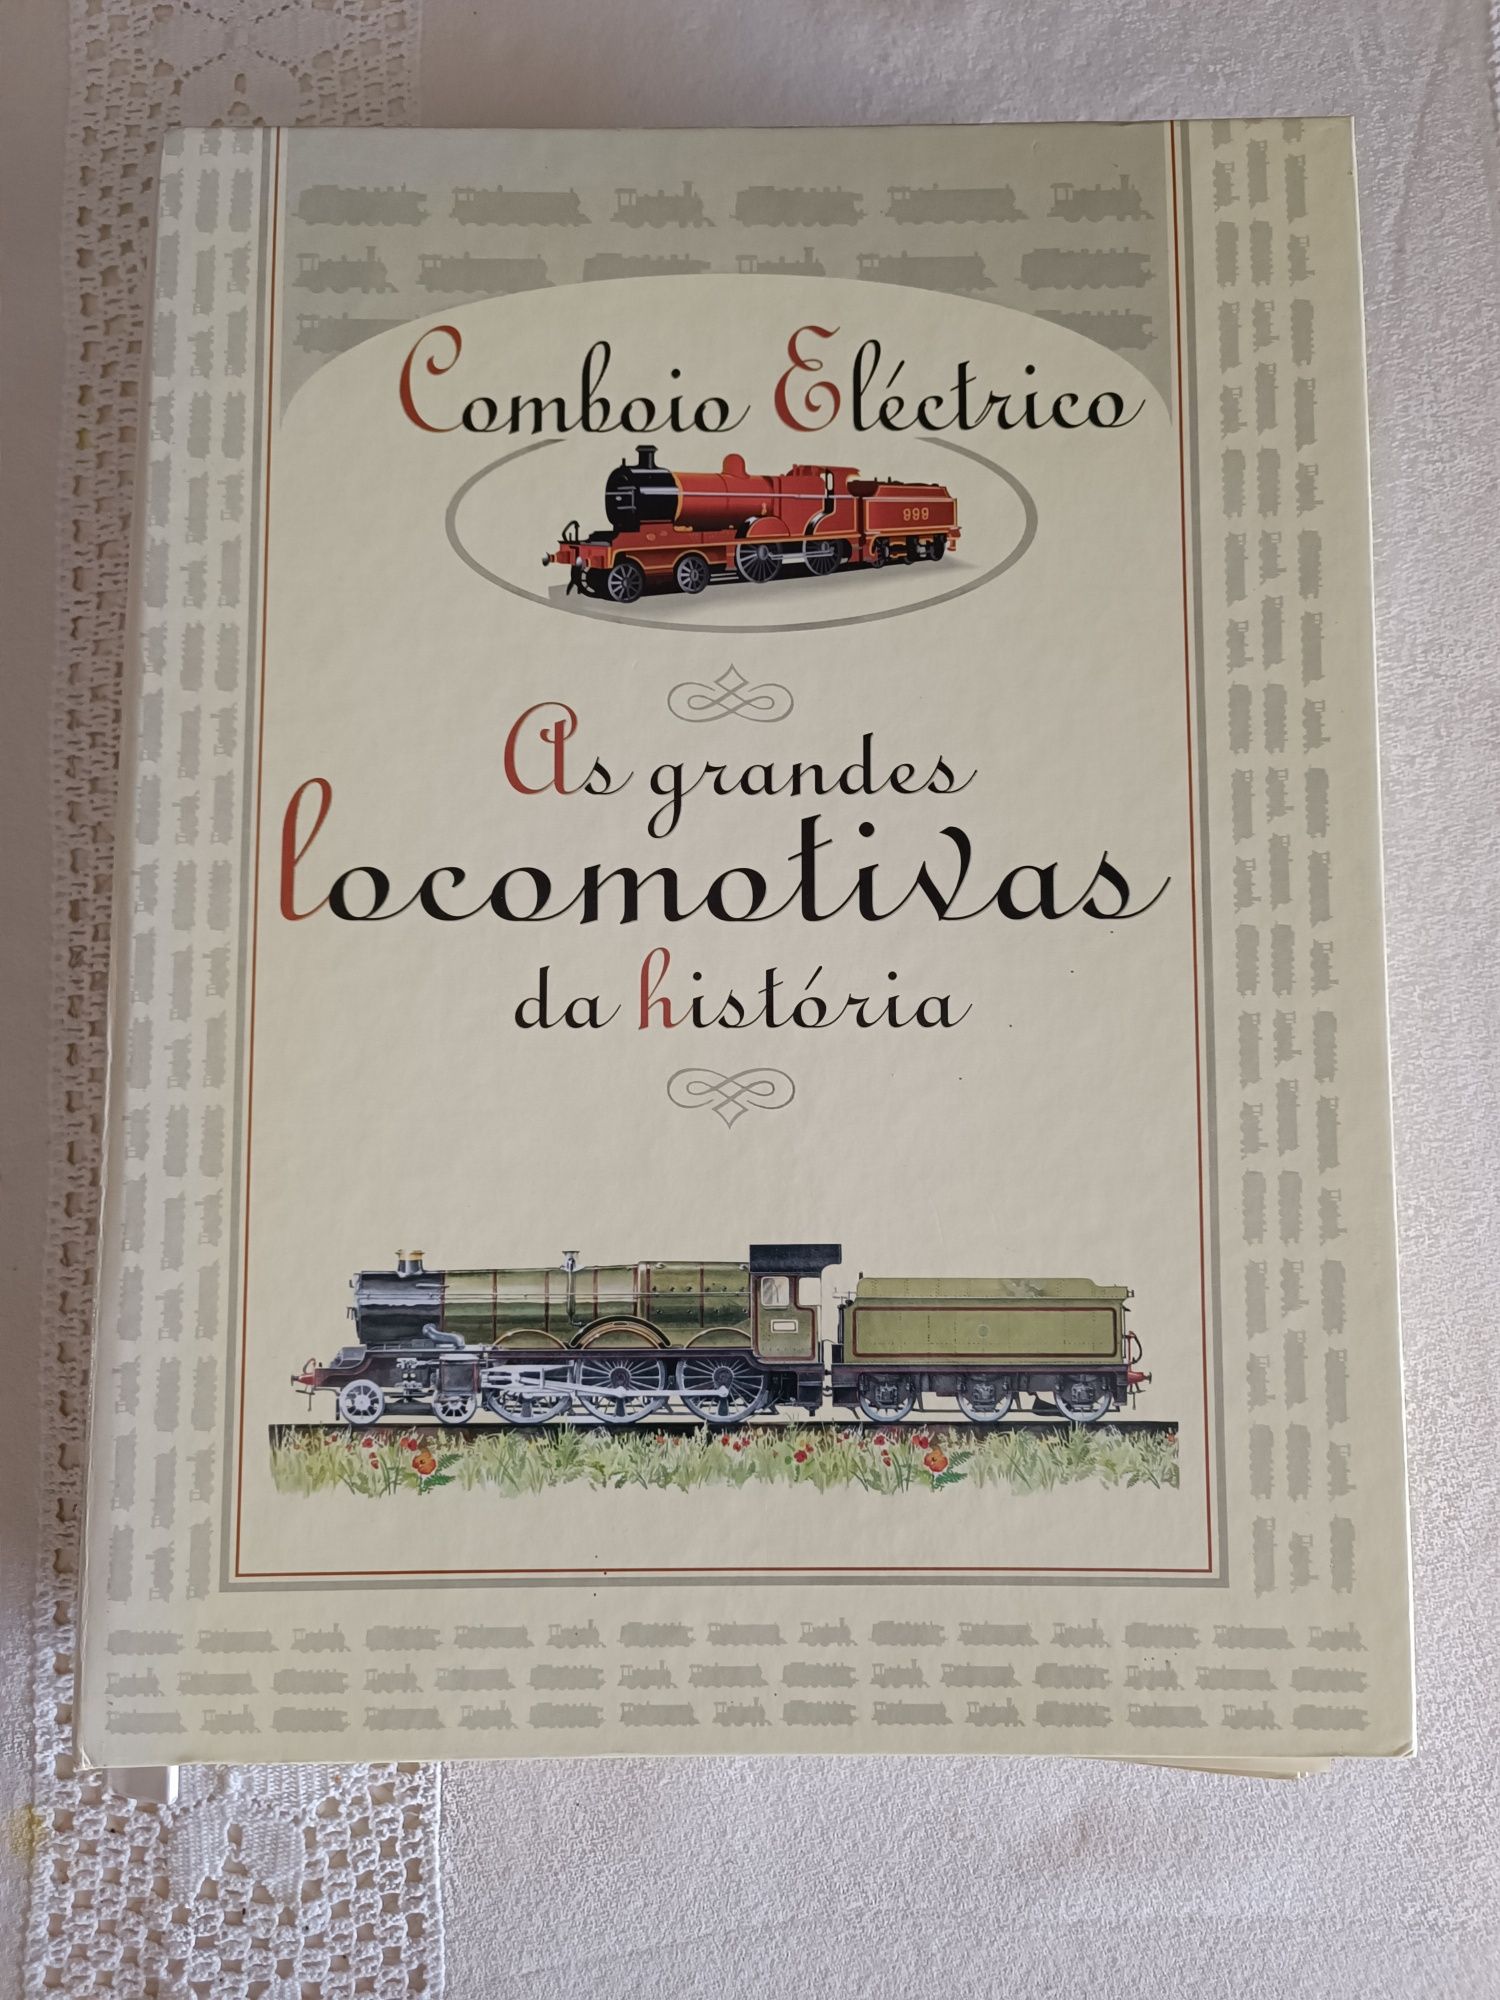 Comboio Eléctrico
999
As grandes
locomotivas
da história